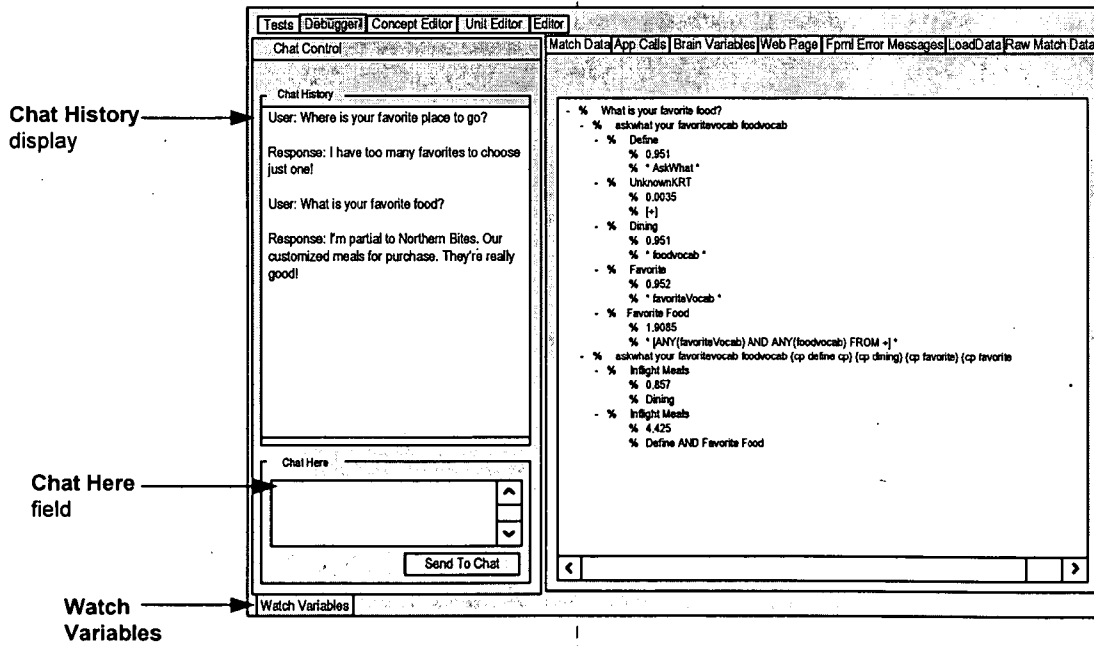 Tests Debugger Concept Editor Unit Editor Editor
Chat Control
Match Data App Calls Brain Variables Web Page Fpml Error Messages LoadData Raw Match Data
Chat History
display
Chat History
User: Where is your favorite place to go?
Response: I have too many favorites to choose
just one!
User: What is your favorite food?
Response: I'm partial to Northern Bites. Our
customized meals for purchase. They're really
good!
- % What is your favorite food?
- % askwhat your favoritevocab foodvocab
- % Define
% 0.951
% * AskWhat *
- % UnknownKRT
% 0.0035
% [+]
- % Dining
% 0.951
% * foodvocab *
- % Favorite
% 0.952
% * favoriteVocab *
- % Favorite Food
% 1.9085
% * [ANY{favoriteVocab} AND ANY{foodvocab} FROM +] *
- % askwhat your favoritevocab foodvocab {cp define cp} {cp dining} {cp favorite} {cp favorite
- % Inflight Meals
% 0.857
% Dining
- % Inflight Meals
% 4.425
% Define AND Favorite Food
Chat Here
field
Chat Here
Send To Chat
Watch
Variables
Watch Variables